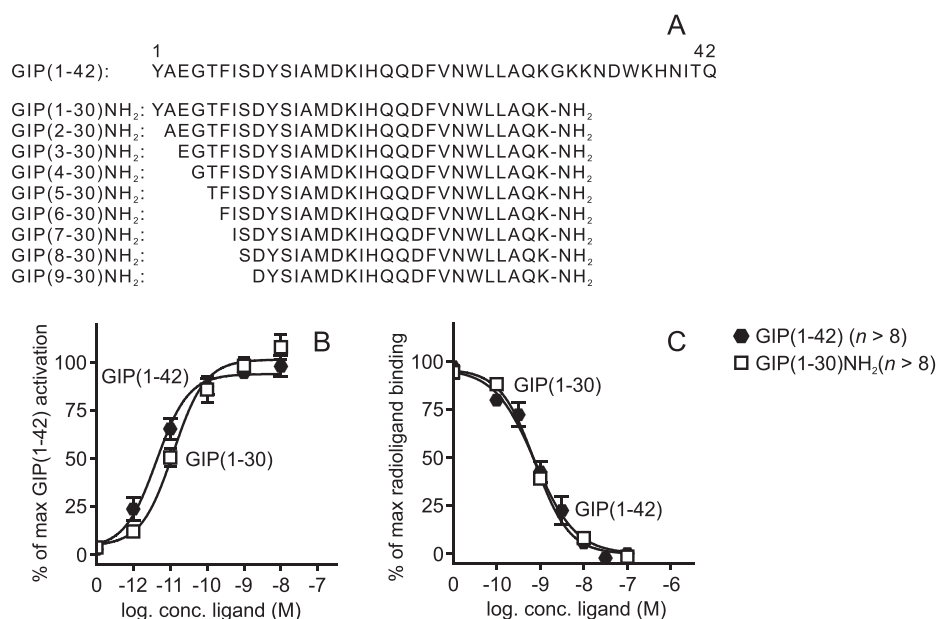 A
1 42
GIP(1-42): YAEGTFISDYSIAMDKIHQQDFVNWLLAQKGKKNDWKHNITQ
GIP(1-30)NH2: YAEGTFISDYSIAMDKIHQQDFVNWLLAQK-NH2
GIP(2-30)NH2: AEGTFISDYSIAMDKIHQQDFVNWLLAQK-NH2
GIP(3-30)NH2: EGTFISDYSIAMDKIHQQDFVNWLLAQK-NH2
GIP(4-30)NH2: GTFISDYSIAMDKIHQQDFVNWLLAQK-NH2
GIP(5-30)NH2: TFISDYSIAMDKIHQQDFVNWLLAQK-NH2
GIP(6-30)NH2: FISDYSIAMDKIHQQDFVNWLLAQK-NH2
GIP(7-30)NH2: ISDYSIAMDKIHQQDFVNWLLAQK-NH2
GIP(8-30)NH2: SDYSIAMDKIHQQDFVNWLLAQK-NH2
GIP(9-30)NH2: DYSIAMDKIHQQDFVNWLLAQK-NH2
B
% of max GIP(1-42) activation
100
75
50
25
0
GIP(1-42)
GIP(1-30)
0 -12 -11 -10 -9 -8 -7
log. conc. ligand (M)
C
% of max radioligand binding
100
75
50
25
0
GIP(1-30)
GIP(1-42)
0 -10 -9 -8 -7 -6
log. conc. ligand (M)
GIP(1-42) (n > 8)
GIP(1-30)NH2(n > 8)